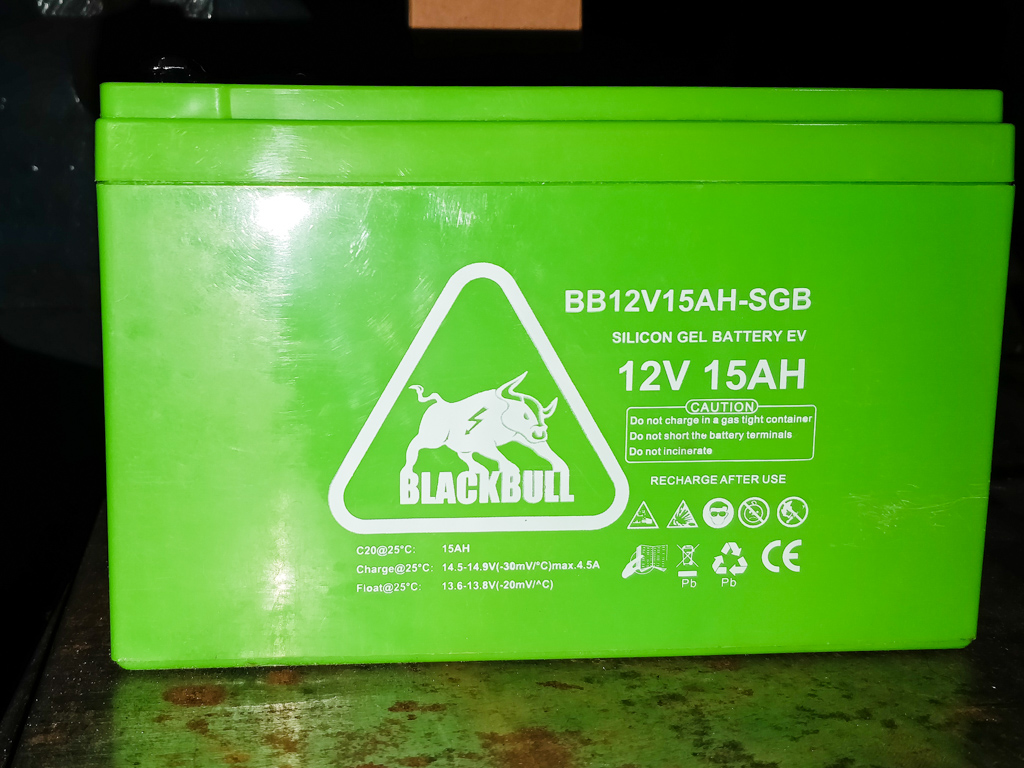 BB12V15AH-SGB
SILICON GEL BATTERY EV
12V 15AH
CAUTION
Do not charge in a gas tight container
Do not short the battery terminals
Do not incinerate
RECHARGE AFTER USE
BLACKBULL
C20@25°C: 15AH
Charge@25°C: 14.5-14.9V(-30mV/°C)max.4.5A
Float@25°C: 13.6-13.8V(-20mV/^C)
Pb
Pb
CE